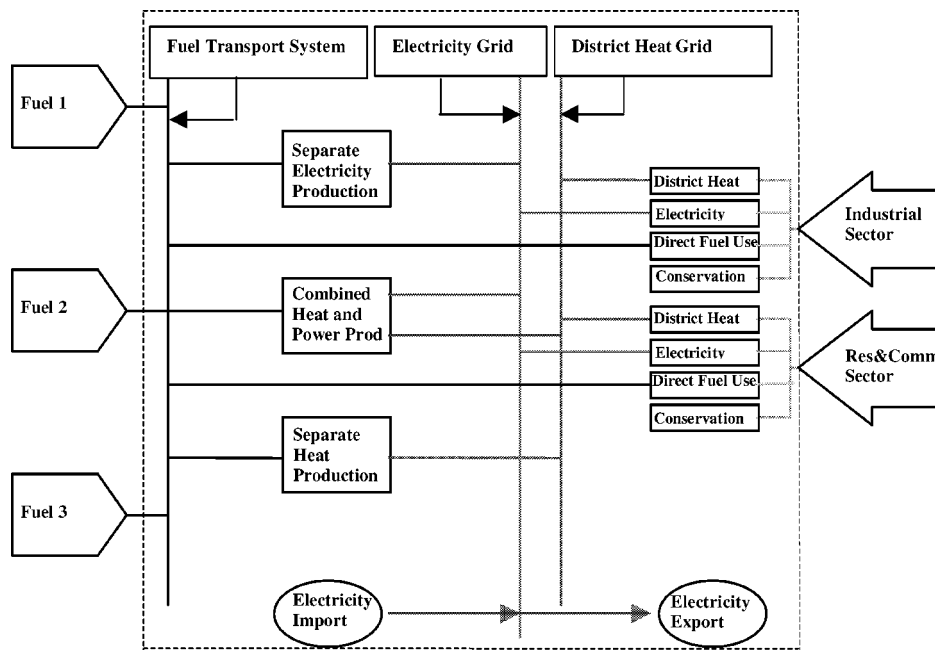 Fuel Transport System
Electricity Grid
District Heat Grid
Fuel 1
Separate
Electricity
Production
District Heat
Electricity
Direct Fuel Use
Conservation
Industrial
Sector
Fuel 2
Combined
Heat and
Power Prod
District Heat
Electricity
Direct Fuel Use
Conservation
Res&Comm
Sector
Separate
Heat
Production
Fuel 3
Electricity
Import
Electricity
Export